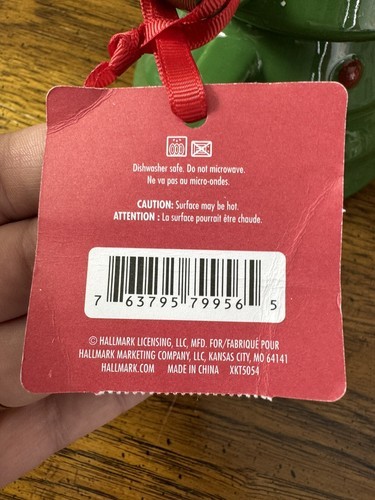 Dishwasher safe. Do not microwave.
Ne va pas au micro-ondes.
CAUTION: Surface may be hot.
ATTENTION : La surface pourrait être chaude.
7 63795 79956 5
© HALLMARK LICENSING, LLC, MFD. FOR/FABRIQUÉ POUR
HALLMARK MARKETING COMPANY, LLC, KANSAS CITY, MO 64141
HALLMARK.COM MADE IN CHINA XKT5054